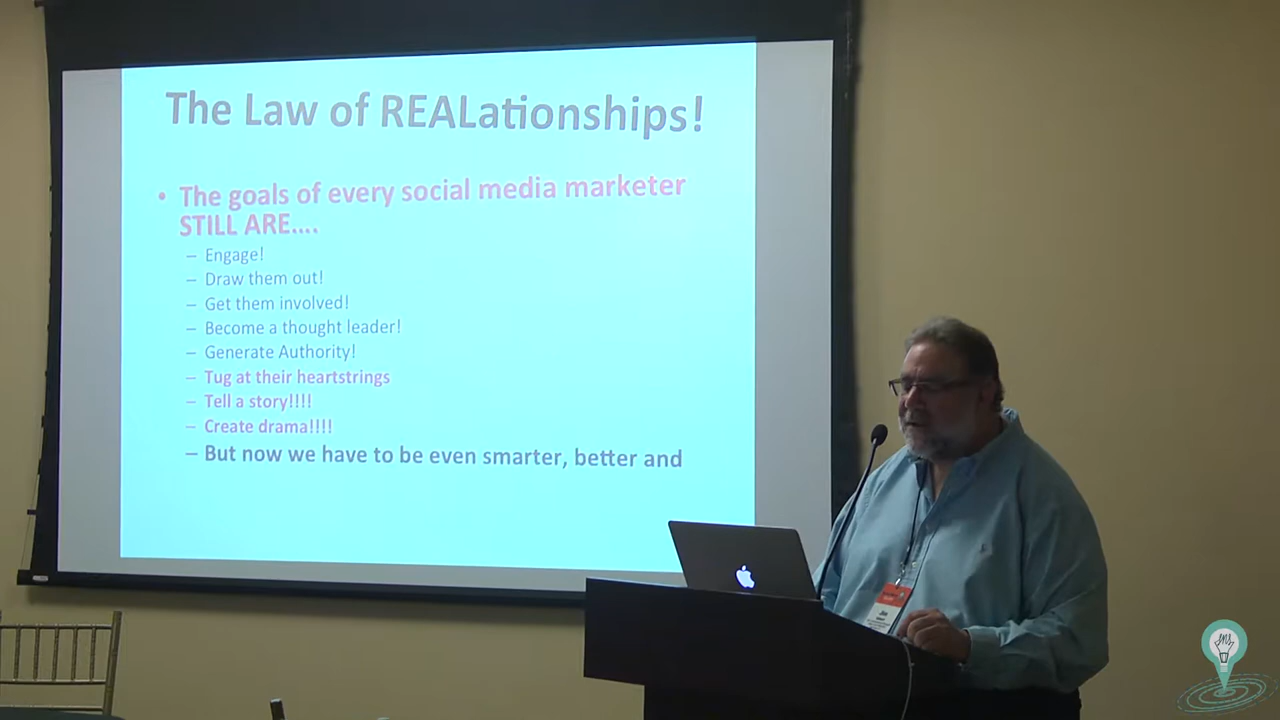 The Law of REALationships!
• The goals of every social media marketer
STILL ARE....
– Engage!
– Draw them out!
– Get them involved!
– Become a thought leader!
– Generate Authority!
– Tug at their heartstrings
– Tell a story!!!!
– Create drama!!!!
– But now we have to be even smarter, better and